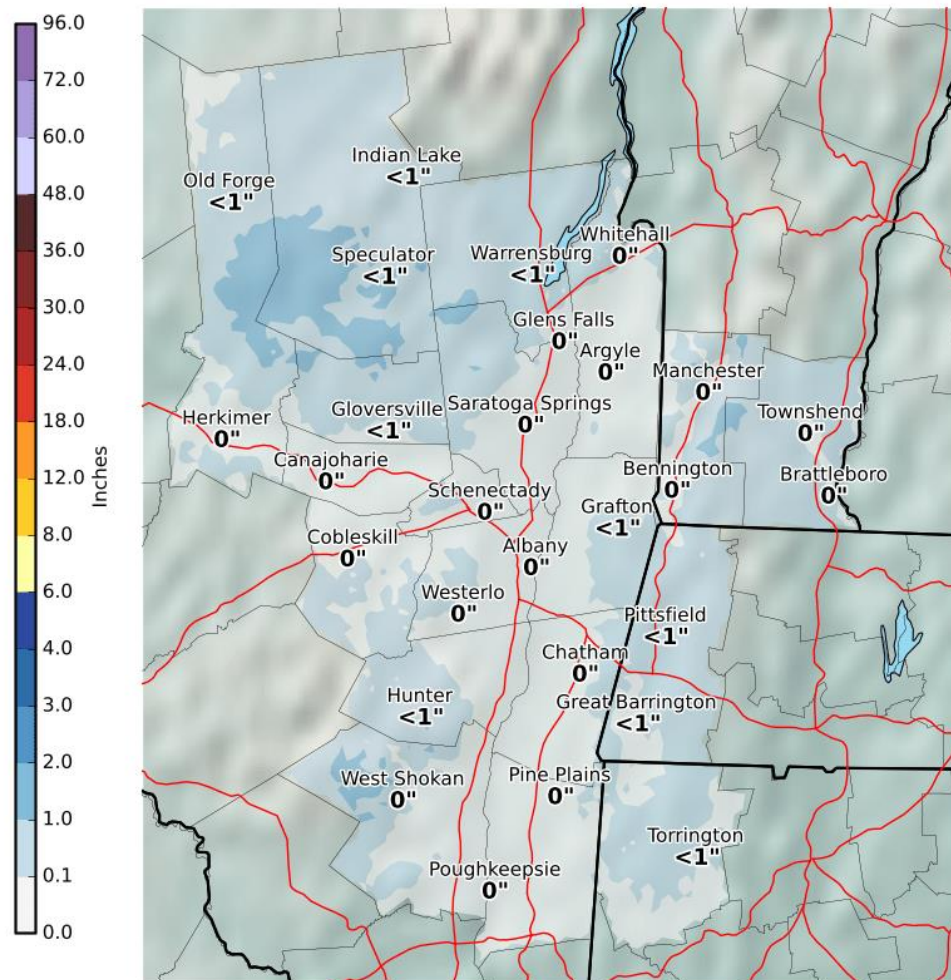 96.0
72.0
60.0
48.0
36.0
30.0
24.0
18.0
12.0
8.0
6.0
4.0
3.0
2.0
1.0
0.1
0.0
Inches
Indian Lake
<1"
Old Forge
<1"
Speculator
<1"
Warrensburg
<1"
Whitehall
0"
Glens Falls
0"
Argyle
0"
Manchester
0"
Herkimer
0"
Gloversville
<1"
Saratoga Springs
0"
Townshend
0"
Canajoharie
0"
Bennington
0"
Brattleboro
0"
Schenectady
0"
Grafton
<1"
Cobleskill
0"
Albany
0"
Westerlo
0"
Pittsfield
<1"
Chatham
0"
Hunter
<1"
Great Barrington
<1"
West Shokan
0"
Pine Plains
0"
Torrington
<1"
Poughkeepsie
0"